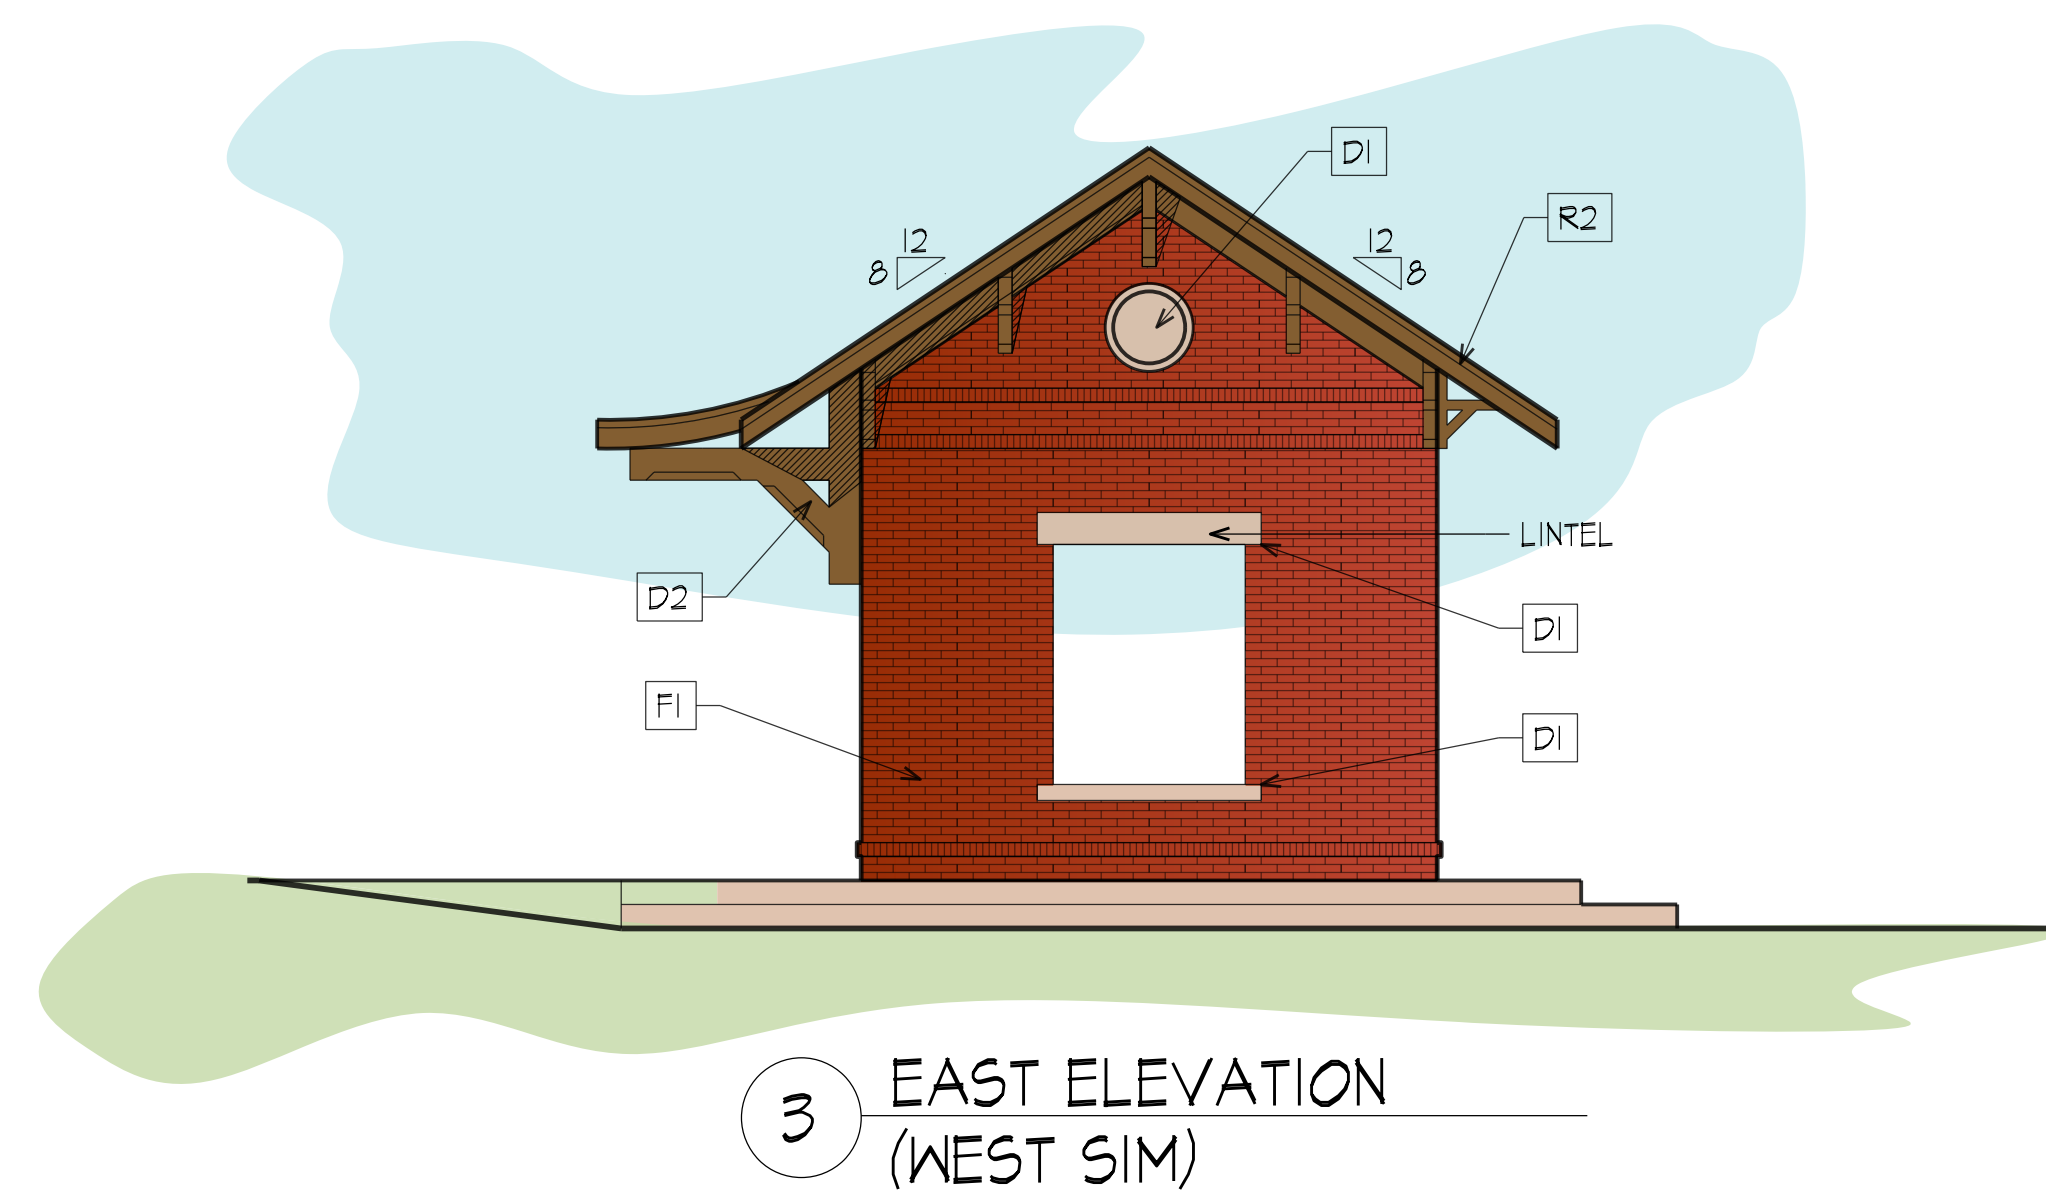 D1
R2
12
8
12
8
LINTEL
D2
D1
F1
D1
3
EAST ELEVATION
(WEST SIM)